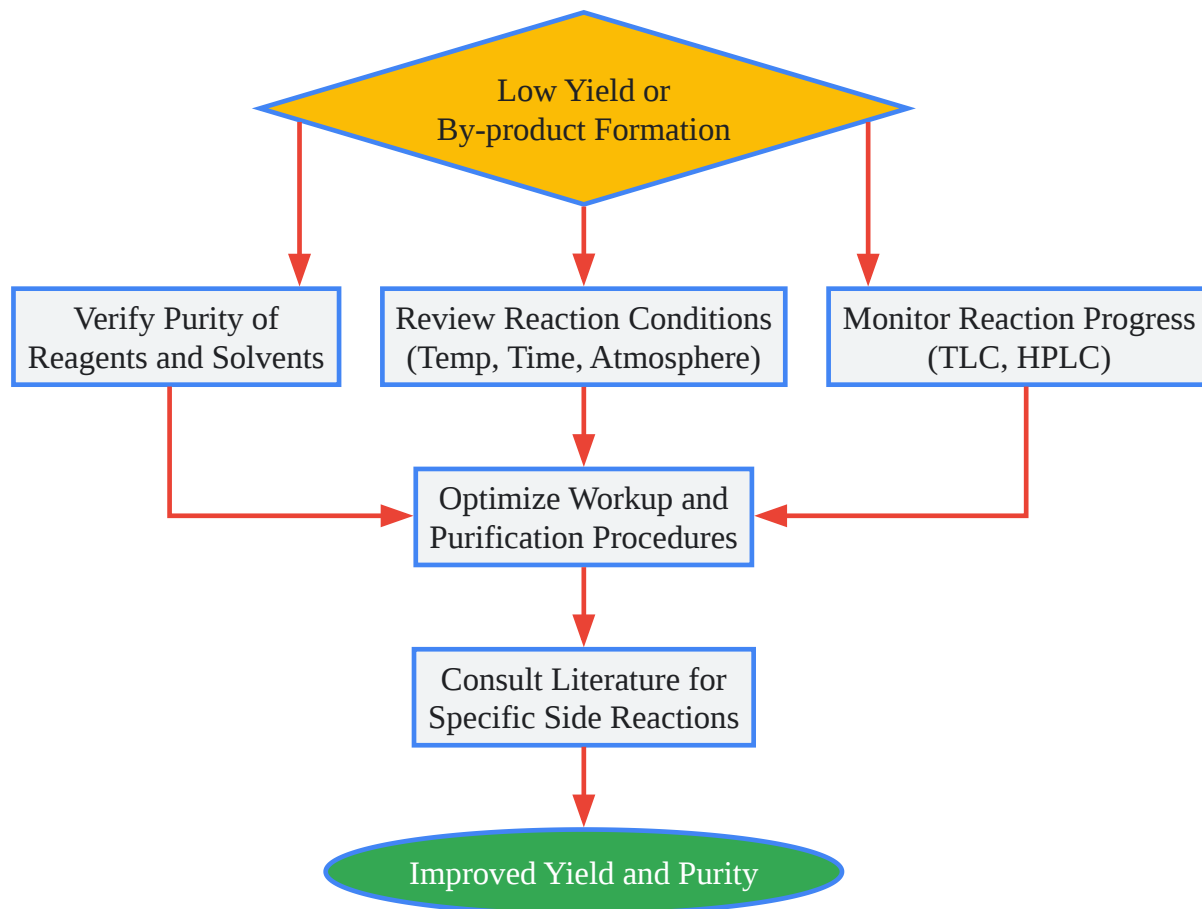 Low Yield or
By-product Formation
Verify Purity of
Reagents and Solvents
Review Reaction Conditions
(Temp, Time, Atmosphere)
Monitor Reaction Progress
(TLC, HPLC)
Optimize Workup and
Purification Procedures
Consult Literature for
Specific Side Reactions
Improved Yield and Purity